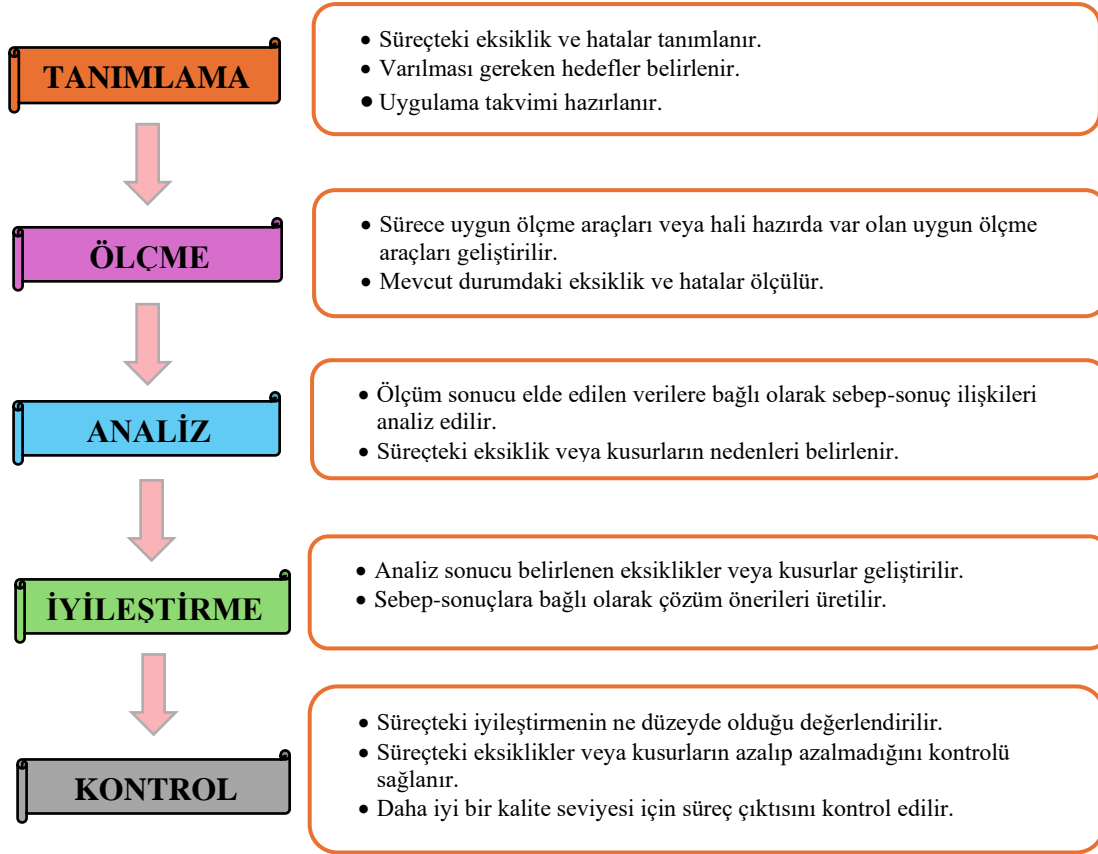 TANIMLAMA
• Süreçteki eksiklik ve hatalar tanımlanır.
• Varılması gereken hedefler belirlenir.
• Uygulama takvimi hazırlanır.
ÖLÇME
• Sürece uygun ölçme araçları veya hali hazırda var olan uygun ölçme
araçları geliştirilir.
• Mevcut durumdaki eksiklik ve hatalar ölçülür.
ANALİZ
• Ölçüm sonucu elde edilen verilere bağlı olarak sebep-sonuç ilişkileri
analiz edilir.
• Süreçteki eksiklik veya kusurların nedenleri belirlenir.
İYİLEŞTİRME
• Analiz sonucu belirlenen eksiklikler veya kusurlar geliştirilir.
• Sebep-sonuçlara bağlı olarak çözüm önerileri üretilir.
KONTROL
• Süreçteki iyileştirmenin ne düzeyde olduğu değerlendirilir.
• Süreçteki eksiklikler veya kusurların azalıp azalmadığını kontrolü
sağlanır.
• Daha iyi bir kalite seviyesi için süreç çıktısını kontrol edilir.